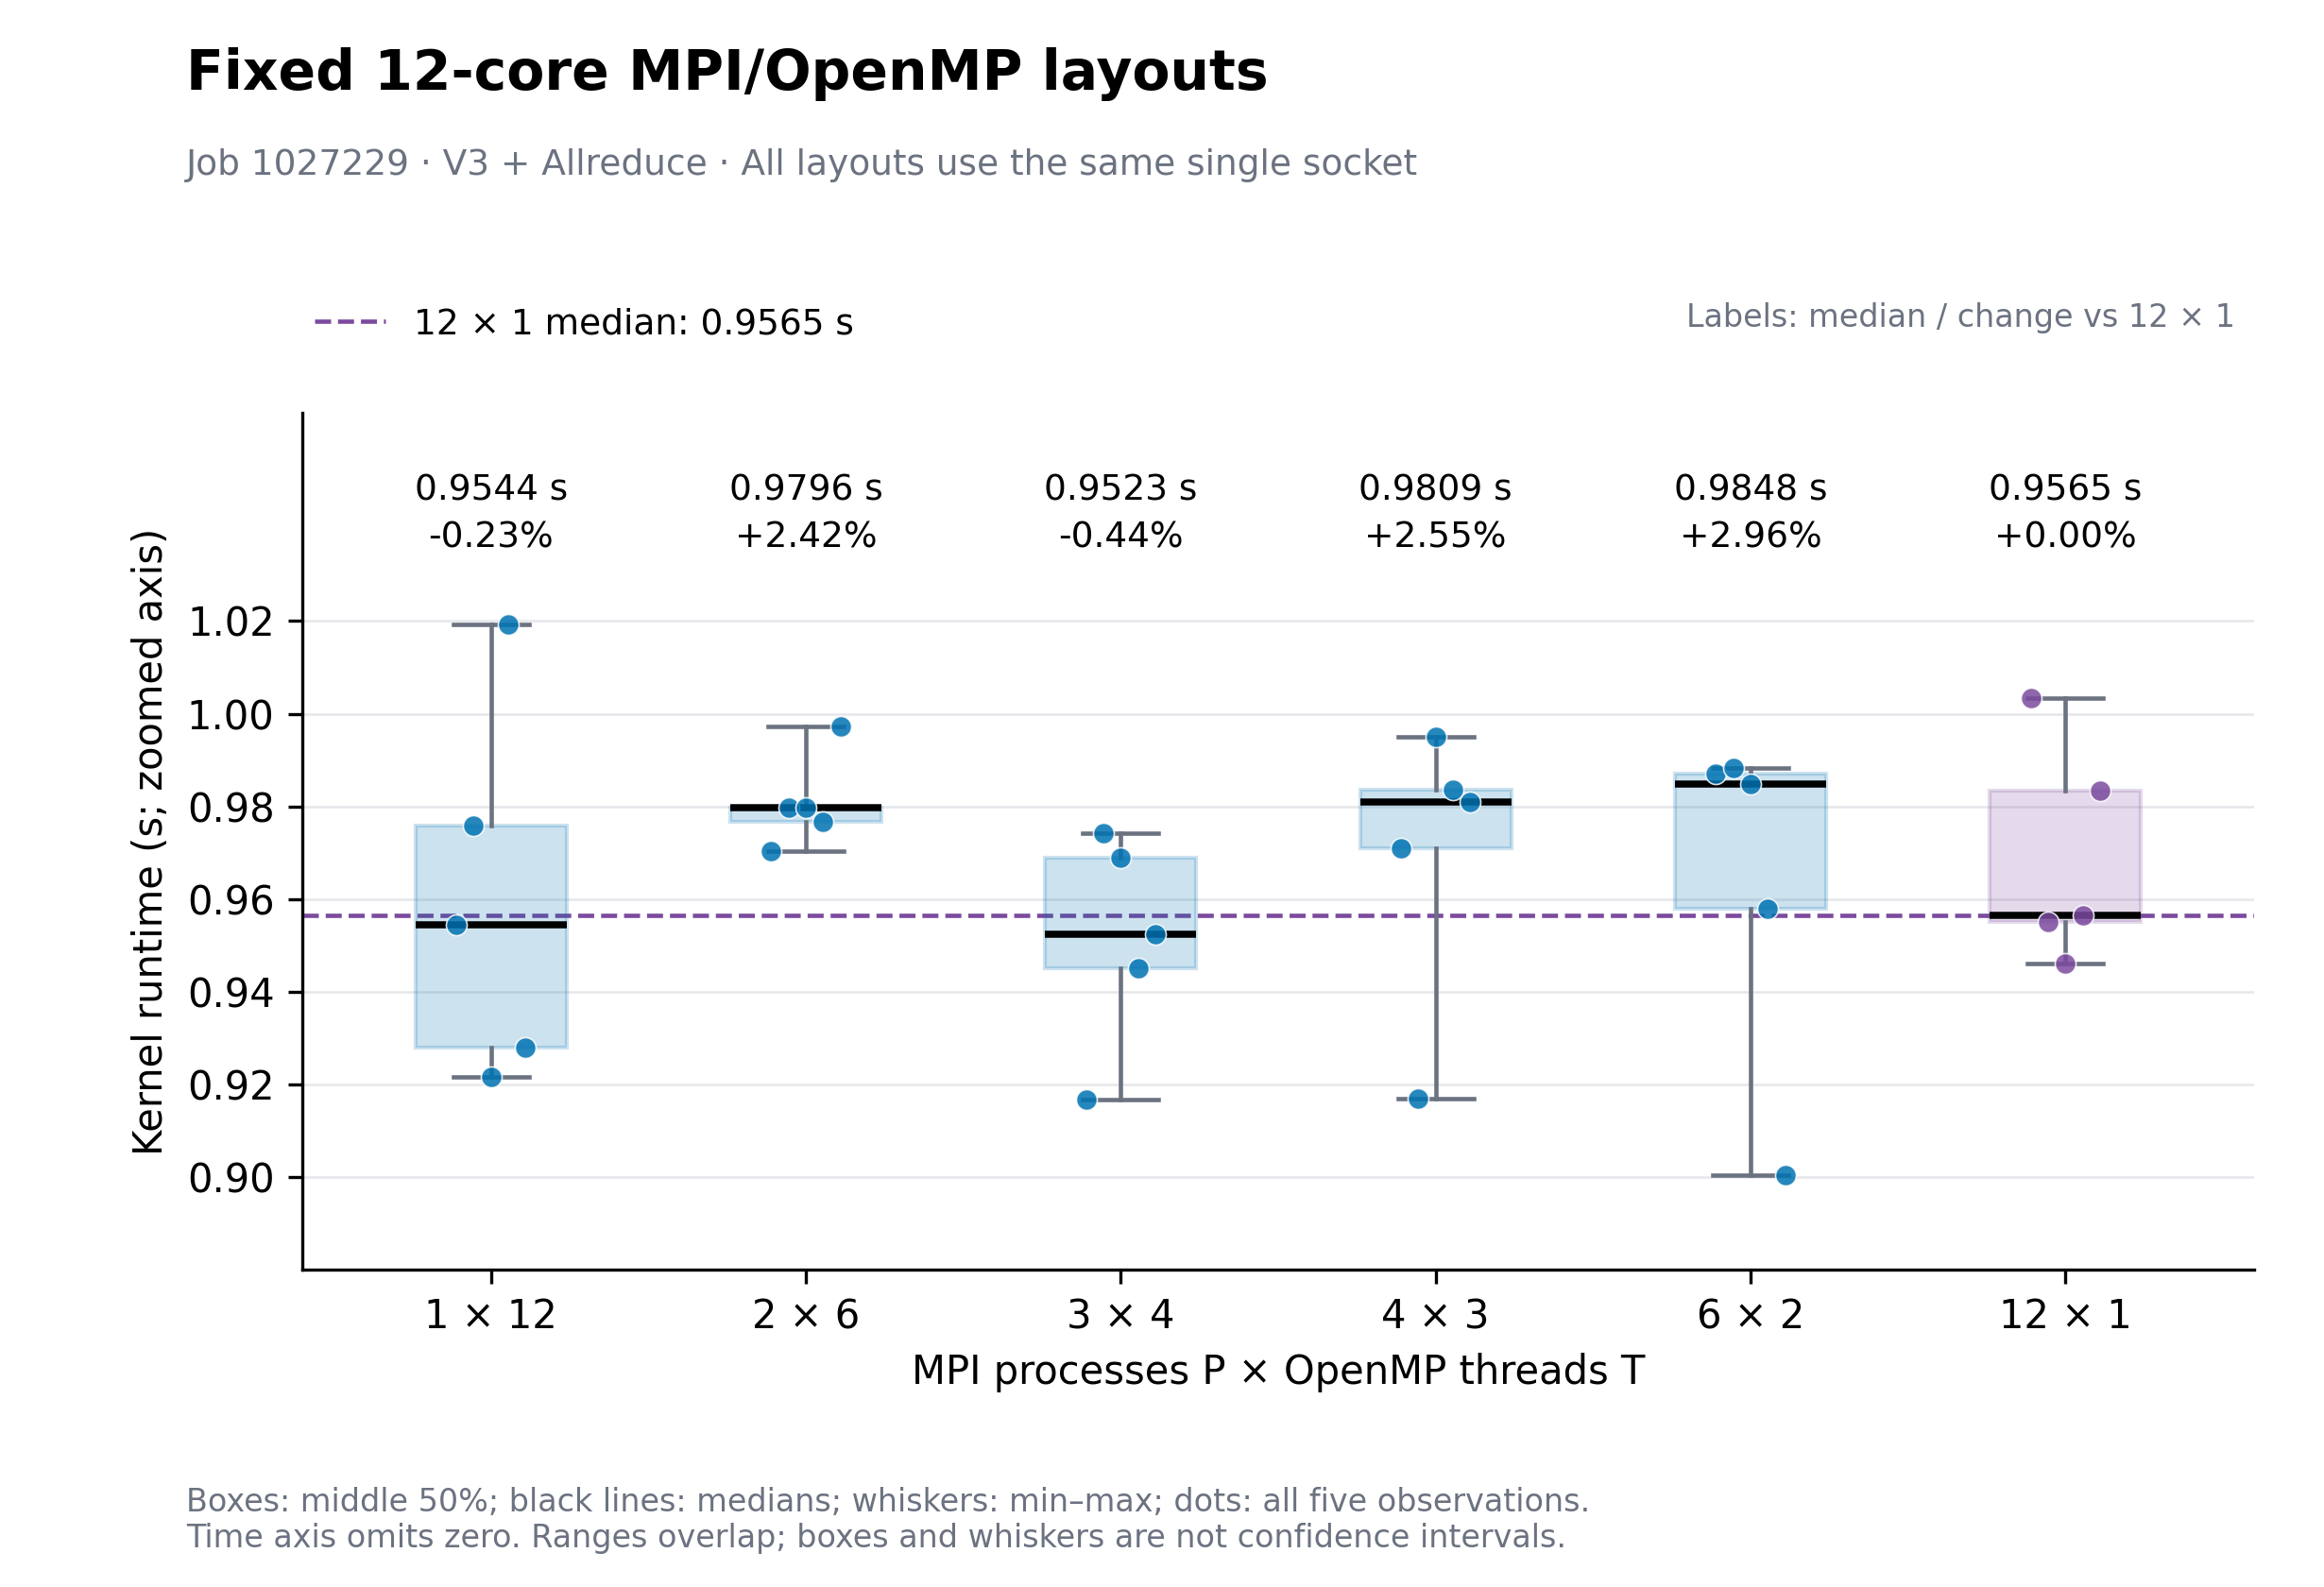 Fixed 12-core MPI/OpenMP layouts
Job 1027229 · V3 + Allreduce · All layouts use the same single socket
12 × 1 median: 0.9565 s
Labels: median / change vs 12 × 1
0.9544 s 0.9796 s 0.9523 s 0.9809 s 0.9848 s 0.9565 s
-0.23% +2.42% -0.44% +2.55% +2.96% +0.00%
Kernel runtime (s; zoomed axis)
1.02
1.00
0.98
0.96
0.94
0.92
0.90
1 × 12 2 × 6 3 × 4 4 × 3 6 × 2 12 × 1
MPI processes P × OpenMP threads T
Boxes: middle 50%; black lines: medians; whiskers: min–max; dots: all five observations.
Time axis omits zero. Ranges overlap; boxes and whiskers are not confidence intervals.